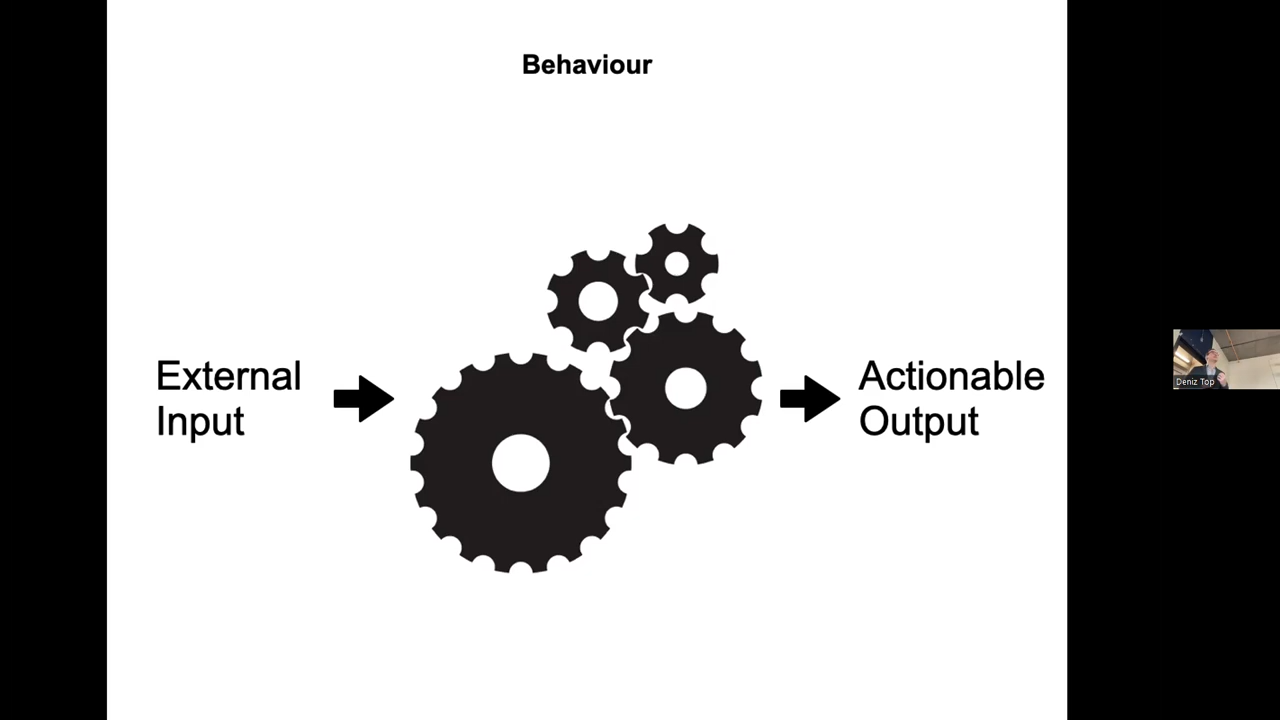 Behaviour
External
Input
Actionable
Output
Deniz Top